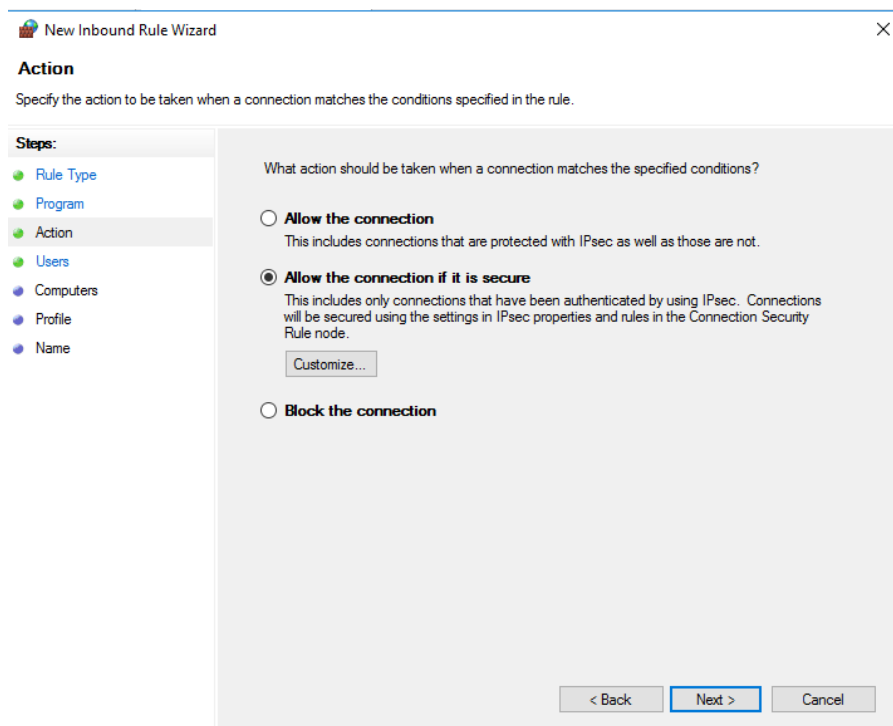 New Inbound Rule Wizard
Action
Specify the action to be taken when a connection matches the conditions specified in the rule.
Steps:
Rule Type
Program
Action
Users
Computers
Profile
Name
What action should be taken when a connection matches the specified conditions?
Allow the connection
This includes connections that are protected with IPsec as well as those are not.
Allow the connection if it is secure
This includes only connections that have been authenticated by using IPsec. Connections
will be secured using the settings in IPsec properties and rules in the Connection Security
Rule node.
Customize...
Block the connection
< Back
Next >
Cancel